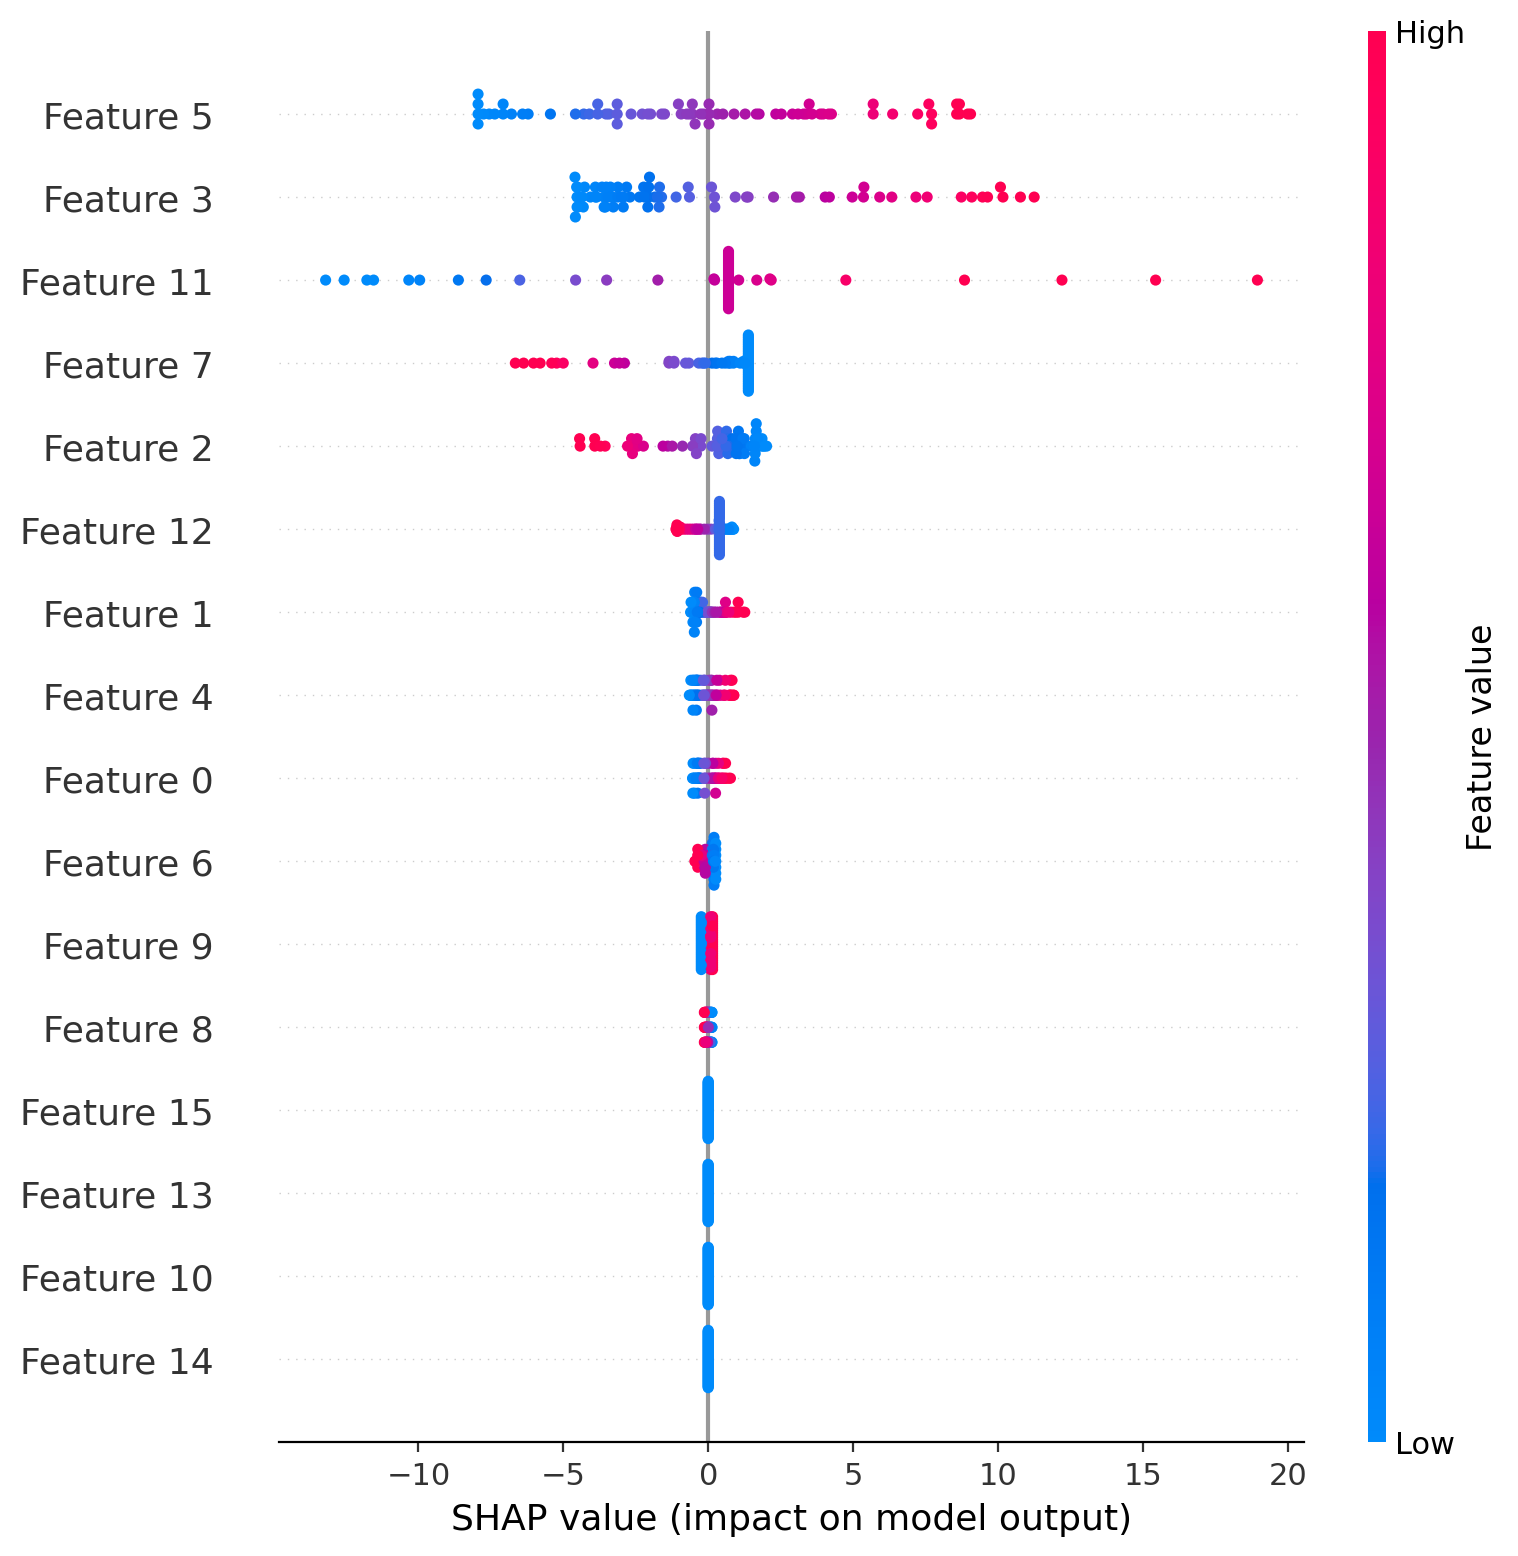 High
Feature 5
Feature 3
Feature 11
Feature 7
Feature 2
Feature 12
Feature 1
Feature 4
Feature 0
Feature 6
Feature 9
Feature 8
Feature 15
Feature 13
Feature 10
Feature 14
Feature value
Low
−10 −5 0 5 10 15 20
SHAP value (impact on model output)